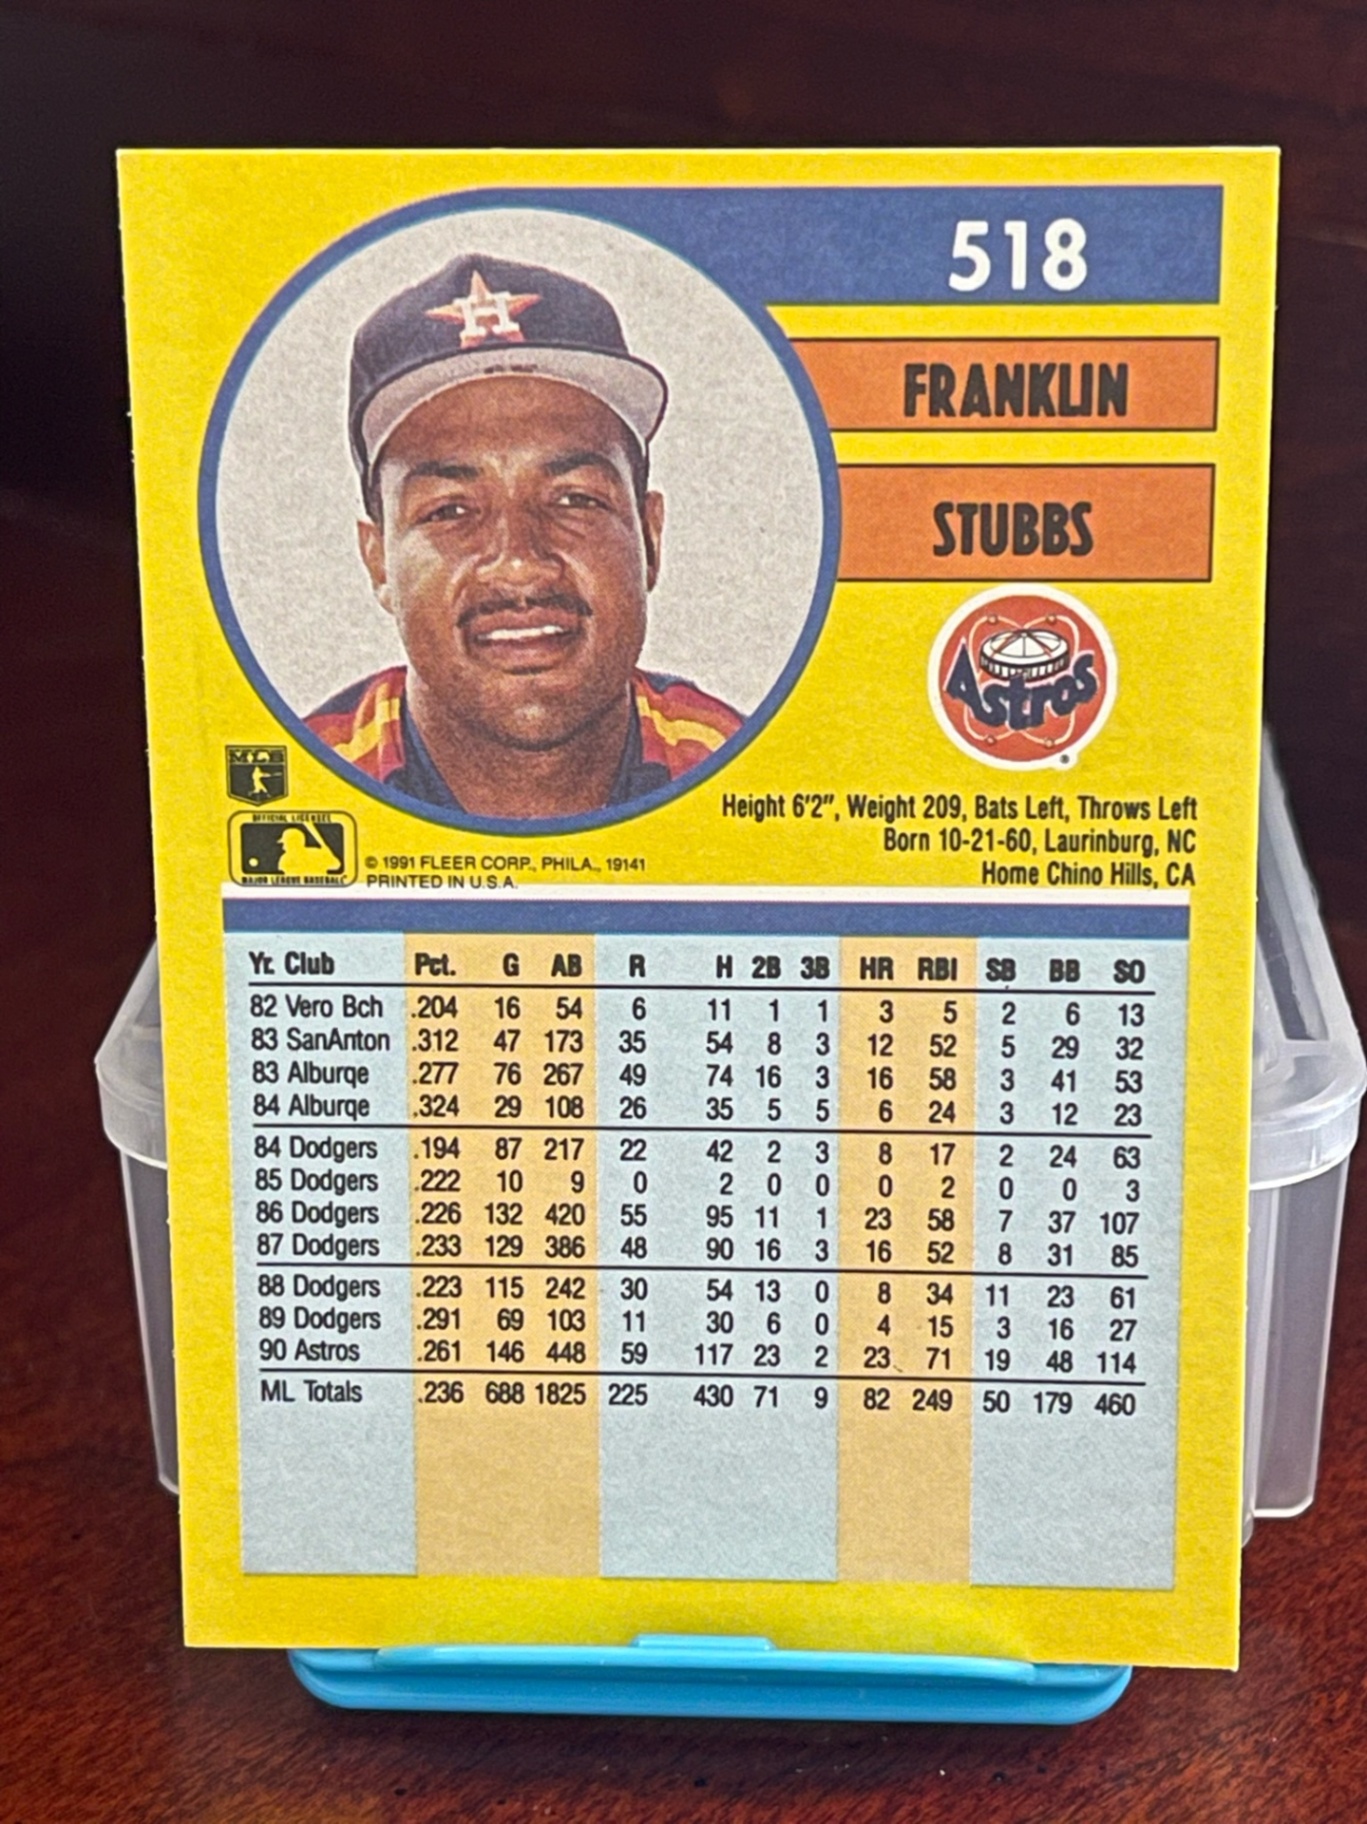 518
FRANKLIN
STUBBS
H
Astros
®
MLB
OFFICIAL LICENSEE
MAJOR LEAGUE BASEBALL
© 1991 FLEER CORP., PHILA., 19141
PRINTED IN U.S.A.
Height 6'2", Weight 209, Bats Left, Throws Left
Born 10-21-60, Laurinburg, NC
Home Chino Hills, CA
Yr. Club Pct. G AB R H 2B 3B HR RBI SB BB SO
82 Vero Bch .204 16 54 6 11 1 1 3 5 2 6 13
83 SanAnton .312 47 173 35 54 8 3 12 52 5 29 32
83 Alburqe .277 76 267 49 74 16 3 16 58 3 41 53
84 Alburqe .324 29 108 26 35 5 5 6 24 3 12 23
84 Dodgers .194 87 217 22 42 2 3 8 17 2 24 63
85 Dodgers .222 10 9 0 2 0 0 0 2 0 0 3
86 Dodgers .226 132 420 55 95 11 1 23 58 7 37 107
87 Dodgers .233 129 386 48 90 16 3 16 52 8 31 85
88 Dodgers .223 115 242 30 54 13 0 8 34 11 23 61
89 Dodgers .291 69 103 11 30 6 0 4 15 3 16 27
90 Astros .261 146 448 59 117 23 2 23 71 19 48 114
ML Totals .236 688 1825 225 430 71 9 82 249 50 179 460